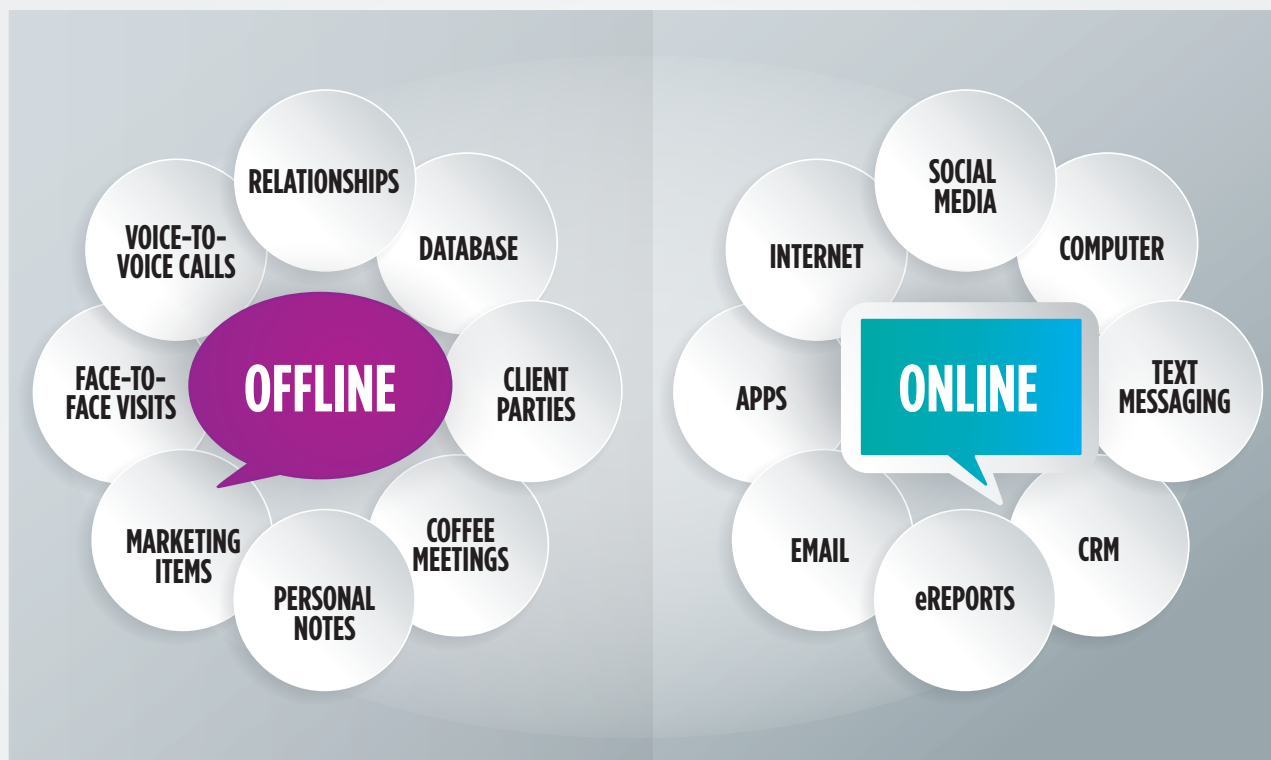 RELATIONSHIPS
DATABASE
CLIENT
PARTIES
COFFEE
MEETINGS
PERSONAL
NOTES
MARKETING
ITEMS
FACE-TO-
FACE VISITS
VOICE-TO-
VOICE CALLS
OFFLINE
SOCIAL
MEDIA
COMPUTER
TEXT
MESSAGING
CRM
eREPORTS
EMAIL
APPS
INTERNET
ONLINE